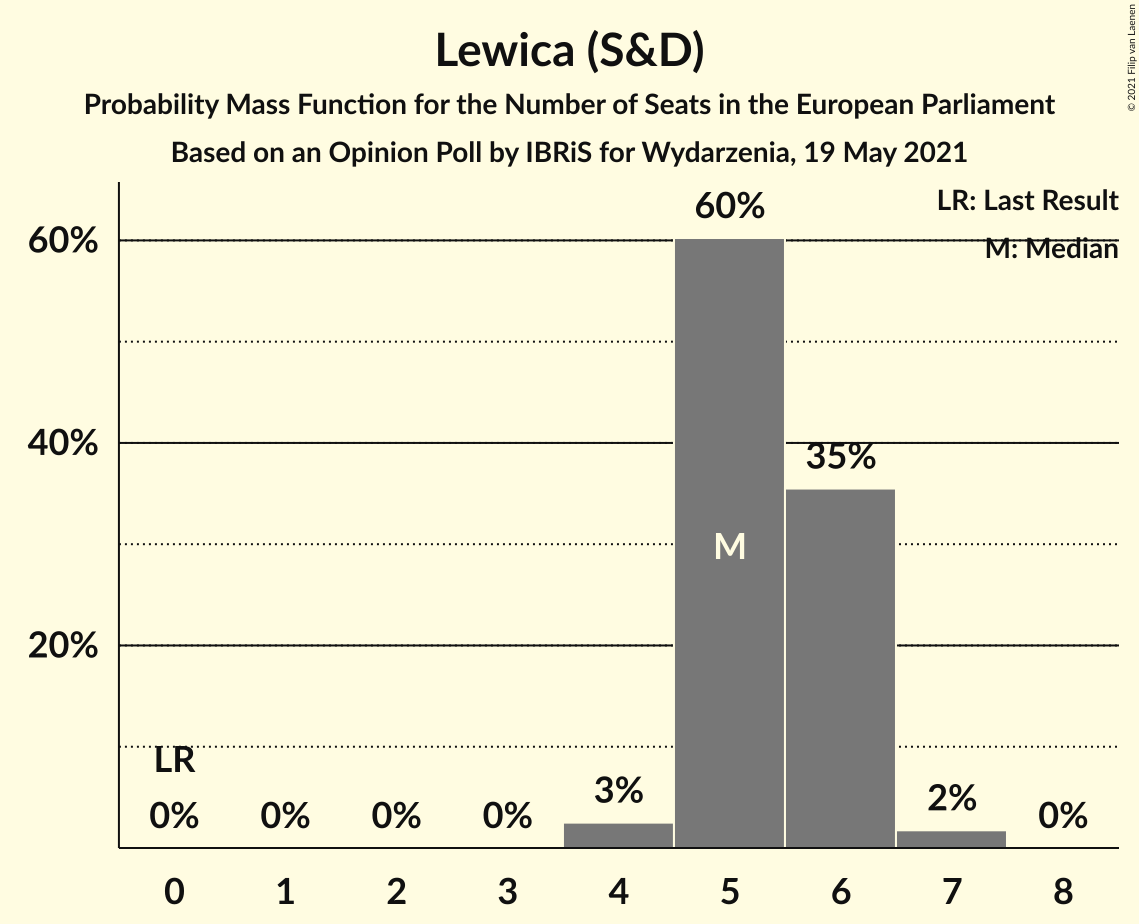 Lewica (S&D)
Probability Mass Function for the Number of Seats in the European Parliament
Based on an Opinion Poll by IBRiS for Wydarzenia, 19 May 2021
© 2021 Filip van Laenen
LR: Last Result
M: Median
60%
40%
20%
60%
35%
M
LR
0%
0%
0%
0%
3%
2%
0%
0
1
2
3
4
5
6
7
8